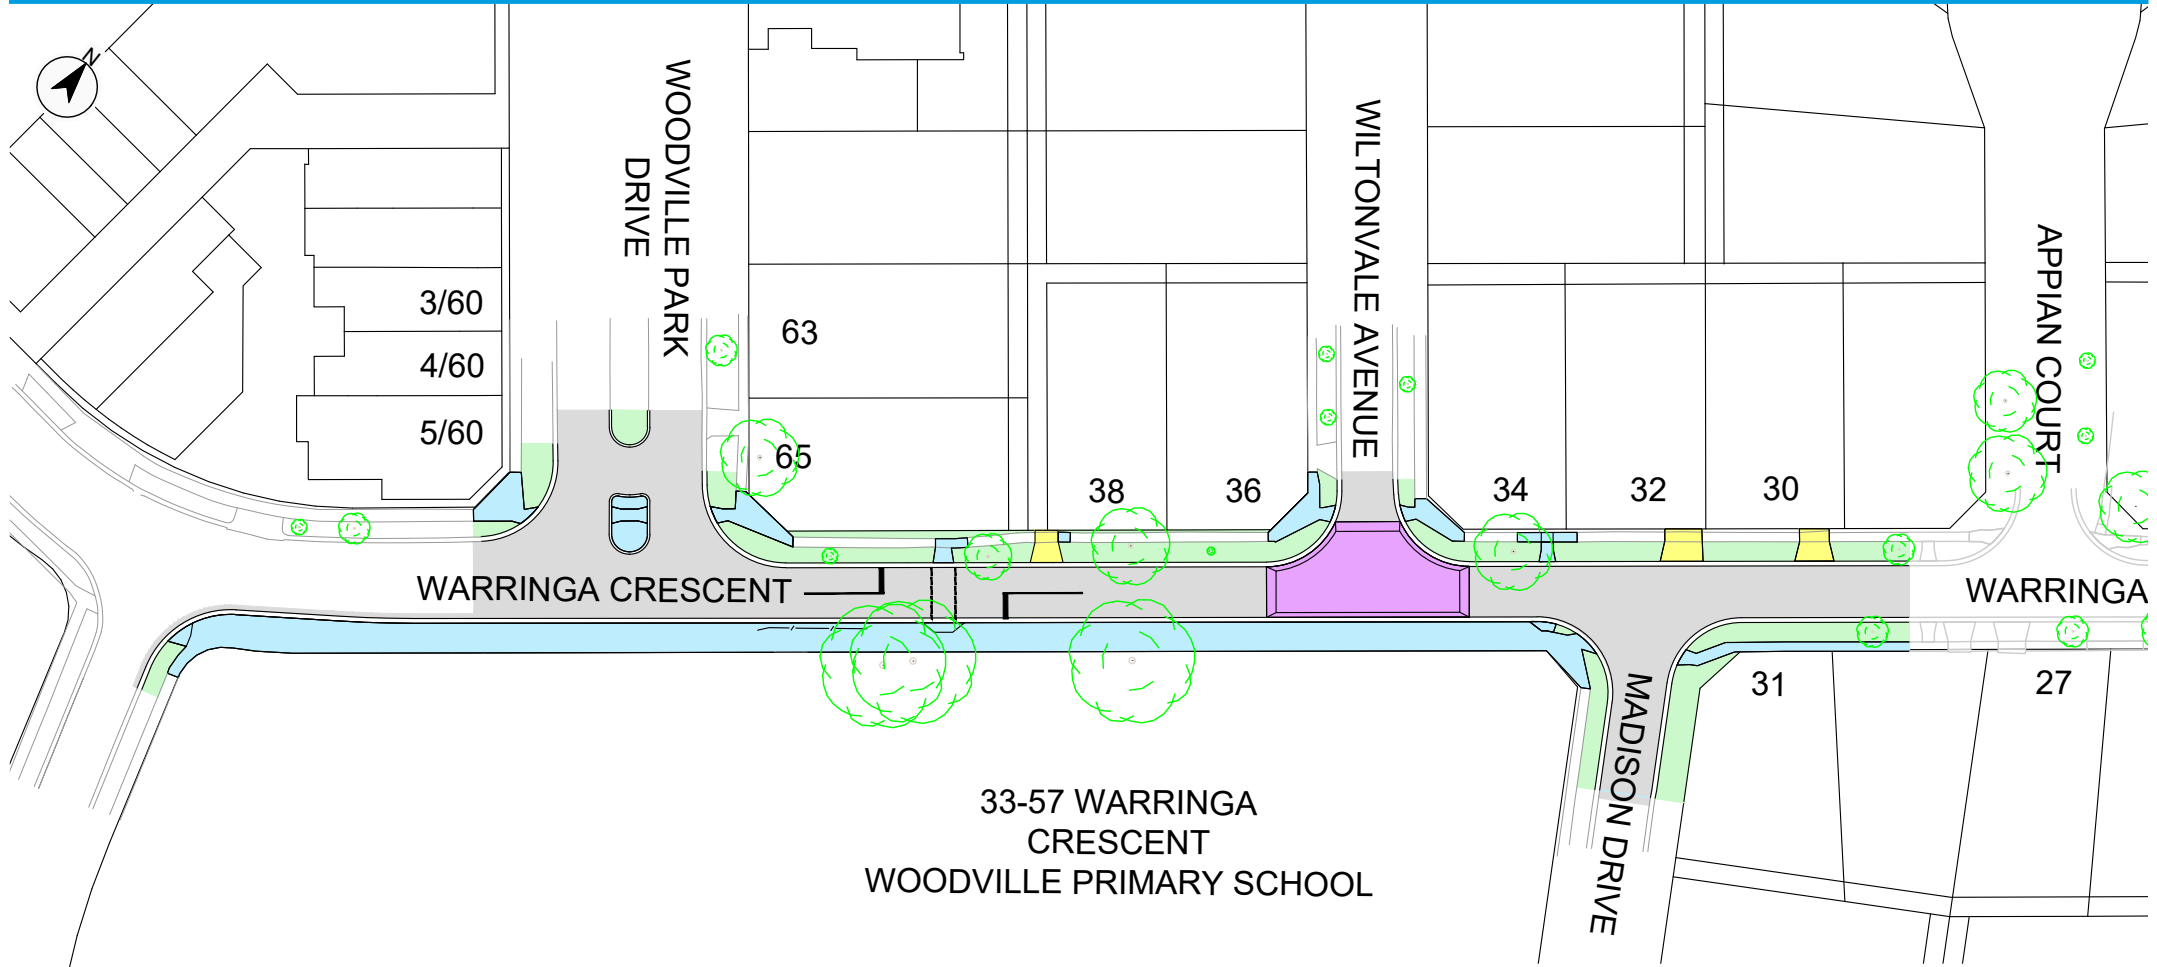 N
WOODVILLE PARK
DRIVE
WILTONVALE AVENUE
APPIAN COURT
3/60
4/60
5/60
63
65
38
36
34
32
30
WARRINGA CRESCENT
WARRINGA
31
27
MADISON DRIVE
33-57 WARRINGA
CRESCENT
WOODVILLE PRIMARY SCHOOL